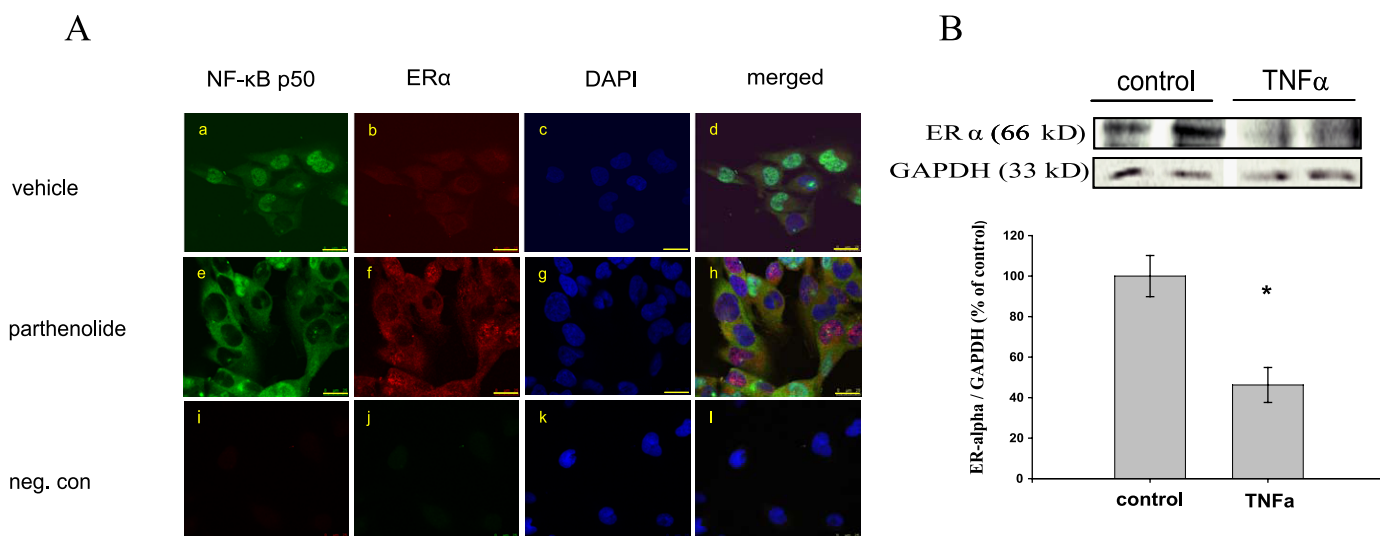 A
NF-κB p50 ERα DAPI merged
vehicle
a b c d
parthenolide
e f g h
neg. con
i j k l
B
control TNFα
ER α (66 kD)
GAPDH (33 kD)
ER-alpha / GAPDH (% of control)
120
100
80
60
40
20
0
*
control TNFa